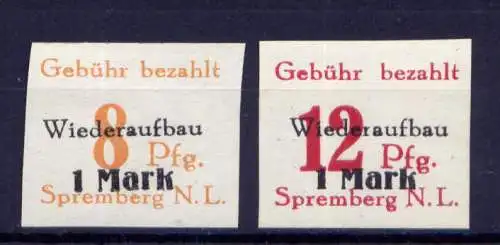 Gebühr bezahlt
Wiederaufbau
8 Pfg.
1 Mark
Spremberg N.L.
Gebühr bezahlt
Wiederaufbau
12 Pfg.
1 Mark
Spremberg N.L.